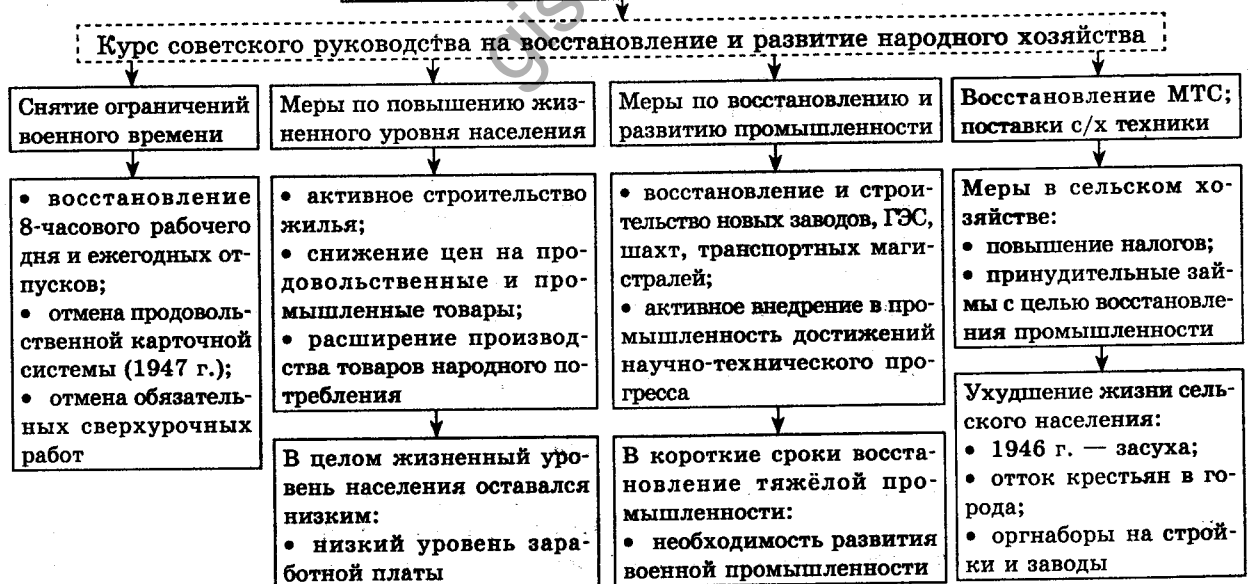 Курс советского руководства на восстановление и развитие народного хозяйства
Снятие ограничений
военного времени
• восстановление
8-часового рабочего
дня и ежегодных от-
пусков;
• отмена продоволь-
ственной карточной
системы (1947 г.);
• отмена обязатель-
ных сверхурочных
работ
Меры по повышению жиз-
ненного уровня населения
• активное строительство
жилья;
• снижение цен на про-
довольственные и про-
мышленные товары;
• расширение производ-
ства товаров народного по-
требления
В целом жизненный уро-
вень населения оставался
низким:
• низкий уровень зара-
ботной платы
Меры по восстановлению и
развитию промышленности
• восстановление и строи-
тельство новых заводов, ГЭС,
шахт, транспортных маги-
стралей;
• активное внедрение в про-
мышленность достижений
научно-технического про-
гресса
В короткие сроки восста-
новление тяжёлой про-
мышленности:
• необходимость развития
военной промышленности
Восстановление МТС;
поставки с/х техники
Меры в сельском хо-
зяйстве:
• повышение налогов;
• принудительные зай-
мы с целью восстановле-
ния промышленности
Ухудшение жизни сель-
ского населения:
• 1946 г. — засуха;
• отток крестьян в го-
рода;
• оргнаборы на строй-
ки и заводы
gis